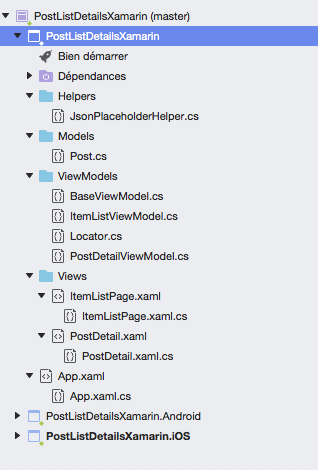 PostListDetailsXamarin (master)
PostListDetailsXamarin
Bien démarrer
Dépendances
Helpers
JsonPlaceholderHelper.cs
Models
Post.cs
ViewModels
BaseViewModel.cs
ItemListViewModel.cs
Locator.cs
PostDetailViewModel.cs
Views
ItemListPage.xaml
ItemListPage.xaml.cs
PostDetail.xaml
PostDetail.xaml.cs
App.xaml
App.xaml.cs
PostListDetailsXamarin.Android
PostListDetailsXamarin.iOS